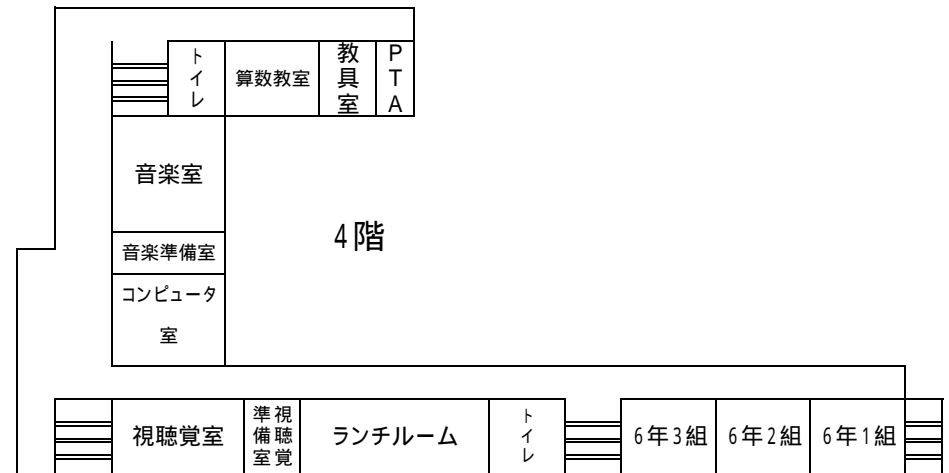 トイレ
算数教室
教具室
PTA
音楽室
4階
音楽準備室
コンピュータ
室
視聴覚室
視聴覚
準備室
ランチルーム
トイレ
6年3組
6年2組
6年1組